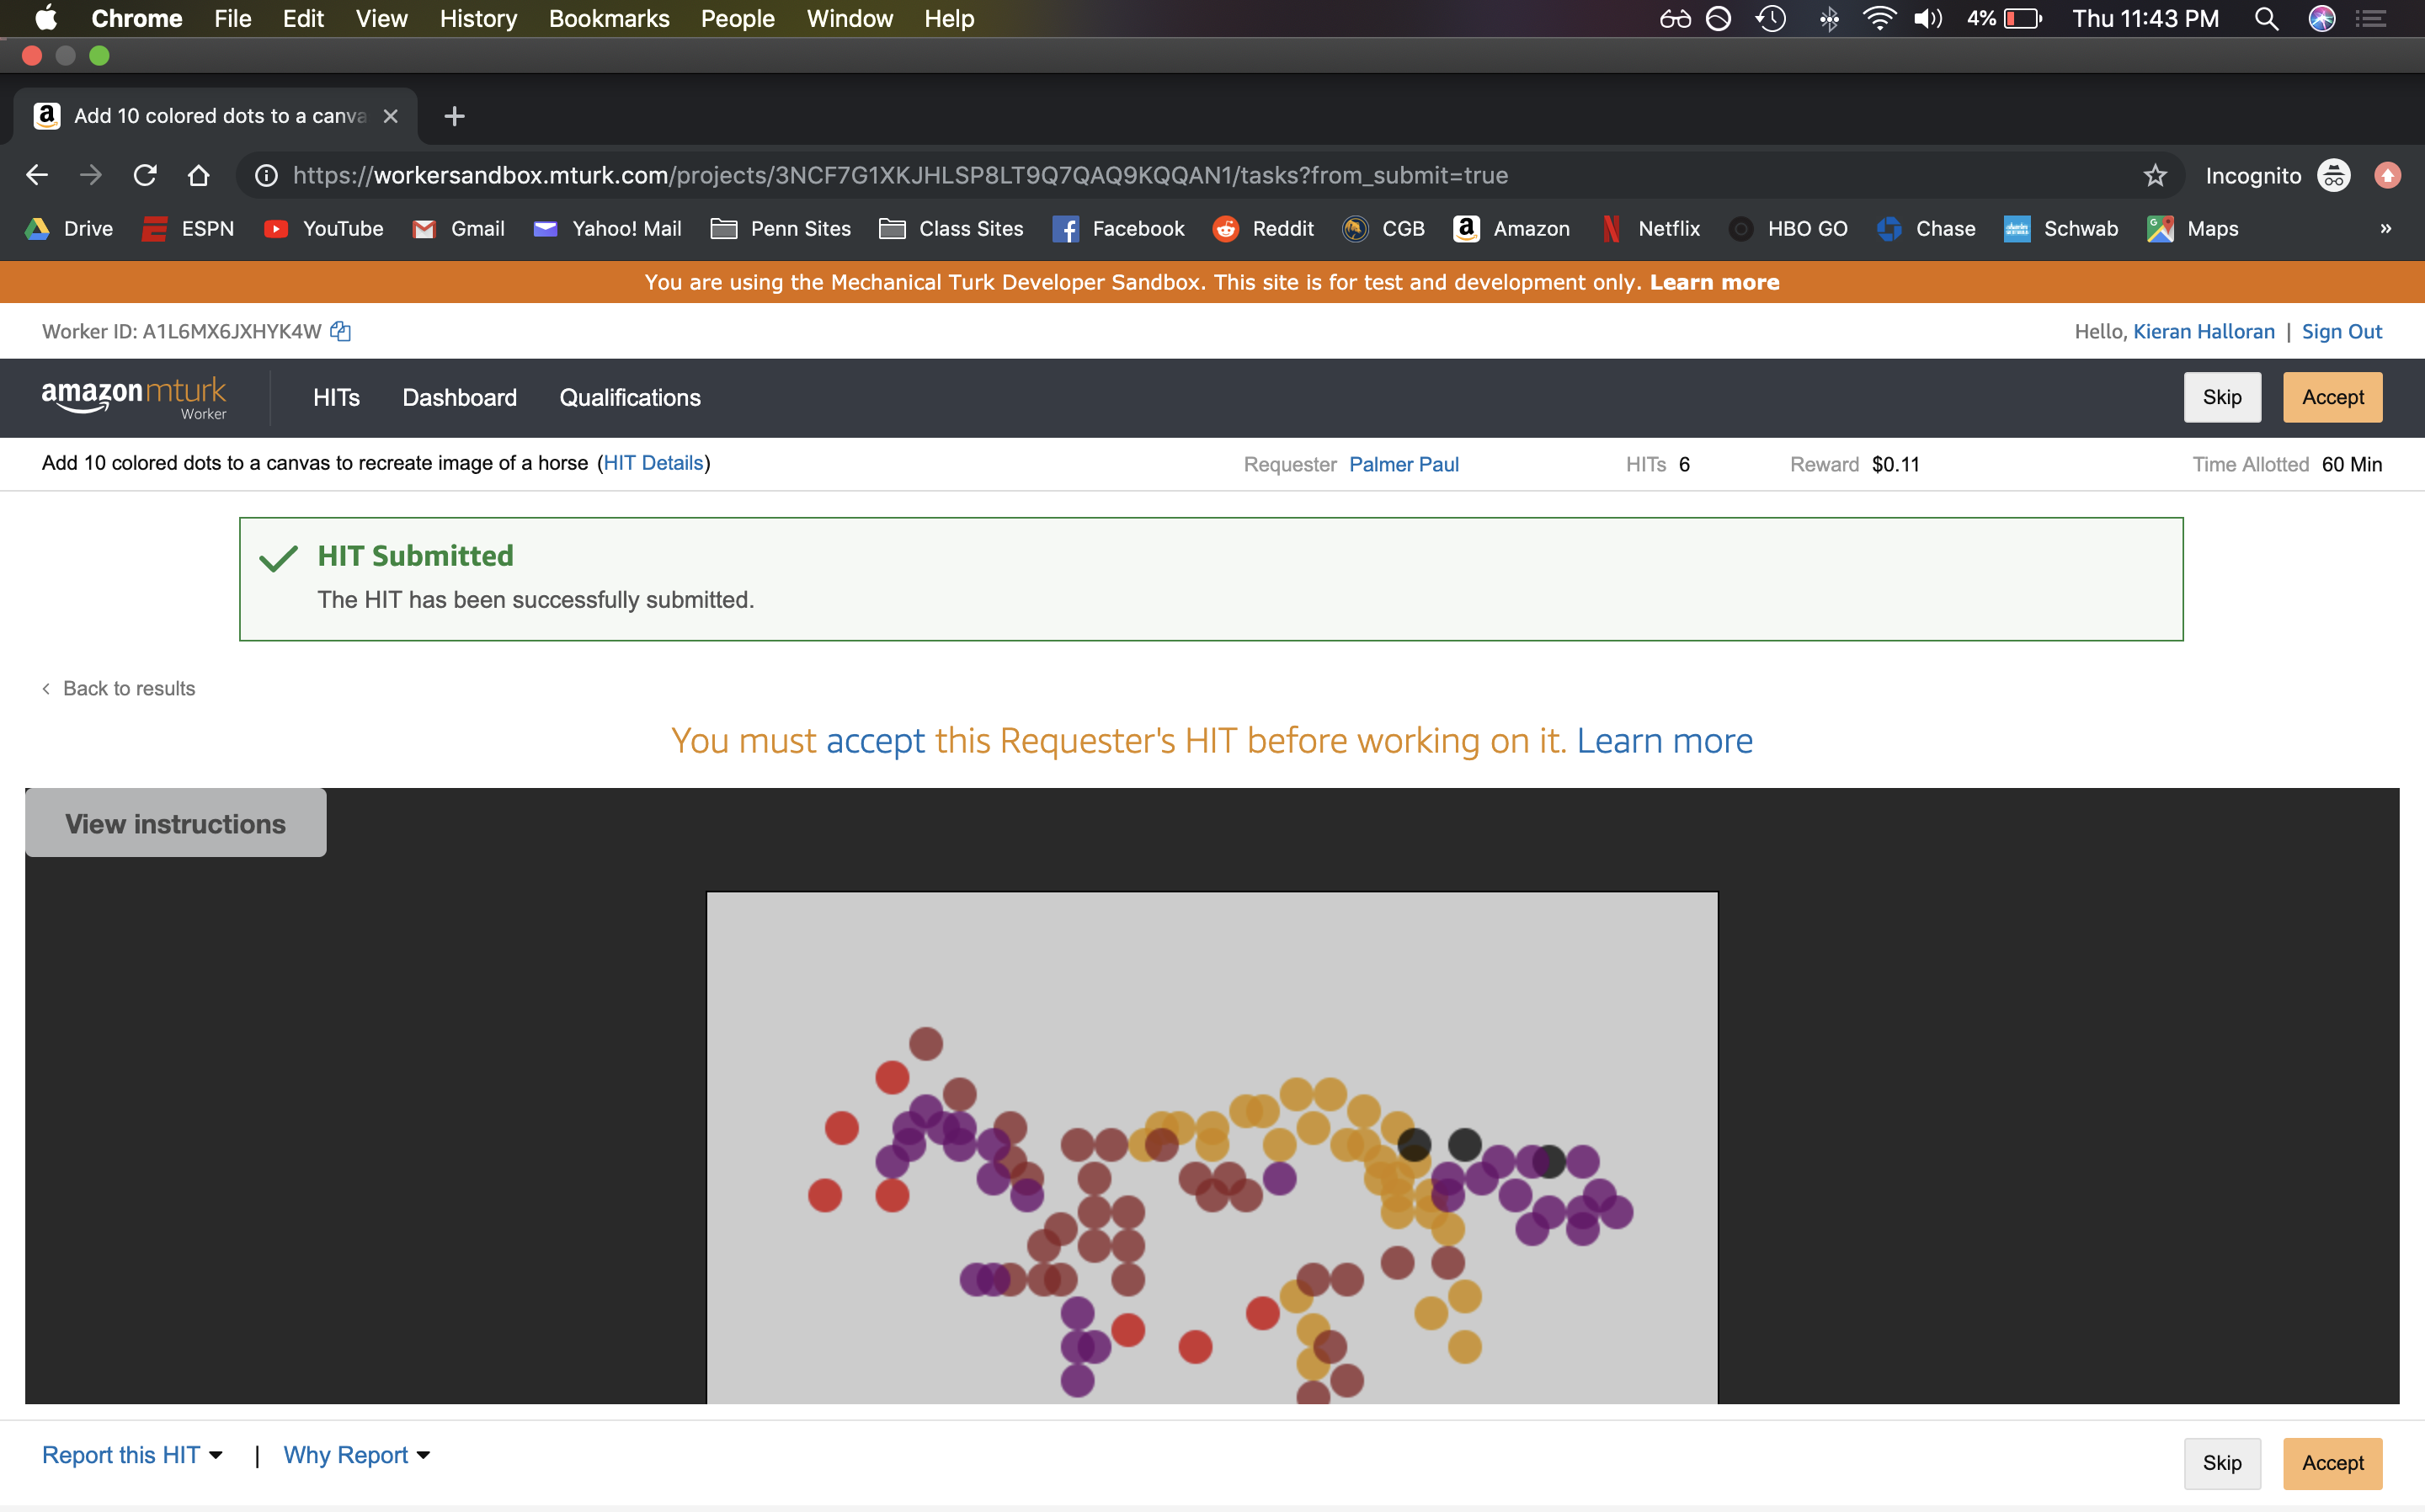 Chrome File Edit View History Bookmarks People Window Help 4% Thu 11:43 PM
Add 10 colored dots to a canva
https://workersandbox.mturk.com/projects/3NCF7G1XKJHLSP8LT9Q7QAQ9KQQAN1/tasks?from_submit=true Incognito
Drive ESPN YouTube Gmail Yahoo! Mail Penn Sites Class Sites Facebook Reddit CGB Amazon Netflix HBO GO Chase Schwab Maps »
You are using the Mechanical Turk Developer Sandbox. This site is for test and development only. Learn more
Worker ID: A1L6MX6JXHYK4W Hello, Kieran Halloran | Sign Out
amazonmturk HITs Dashboard Qualifications Skip Accept
Worker
Add 10 colored dots to a canvas to recreate image of a horse (HIT Details) Requester Palmer Paul HITs 6 Reward $0.11 Time Allotted 60 Min
HIT Submitted
The HIT has been successfully submitted.
Back to results
You must accept this Requester's HIT before working on it. Learn more
View instructions
Report this HIT | Why Report Skip Accept